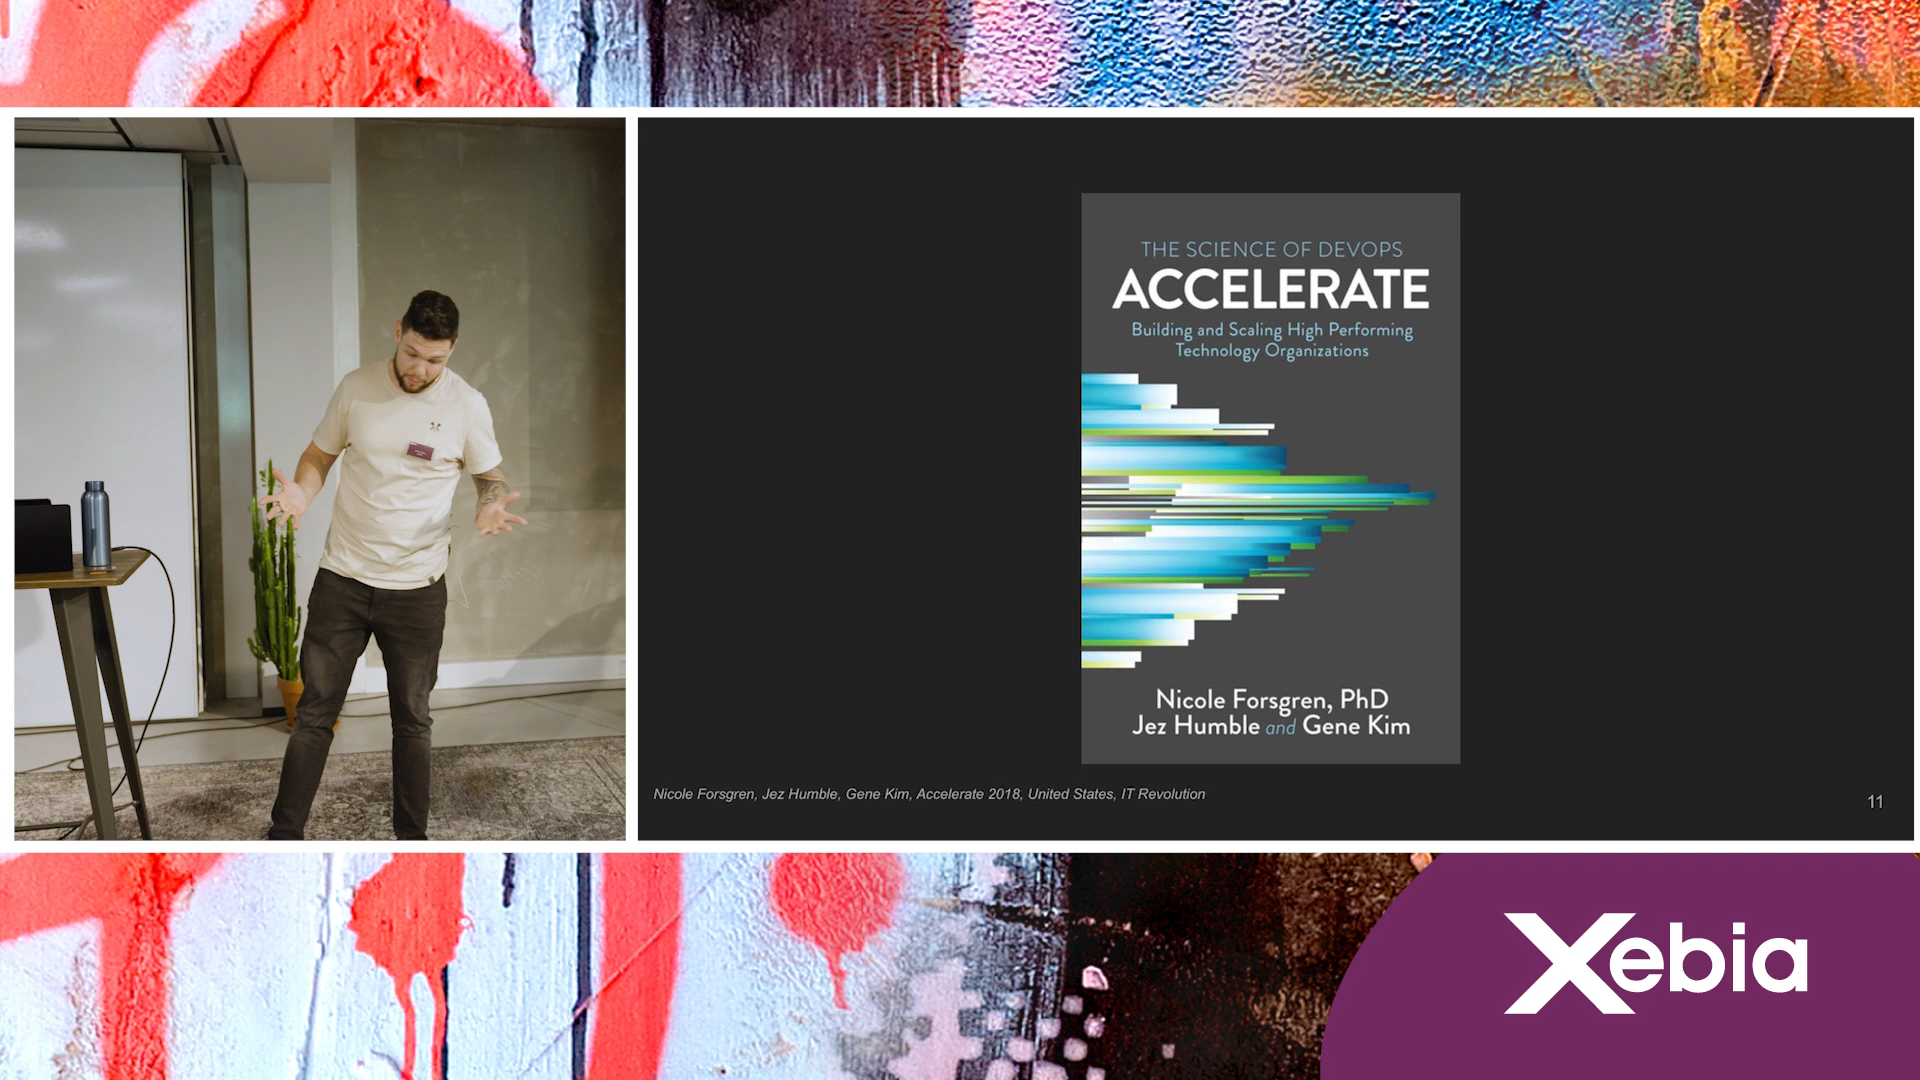 THE SCIENCE OF DEVOPS
ACCELERATE
Building and Scaling High Performing
Technology Organizations
Nicole Forsgren, PhD
Jez Humble and Gene Kim
Nicole Forsgren, Jez Humble, Gene Kim, Accelerate 2018, United States, IT Revolution
11
Xebia